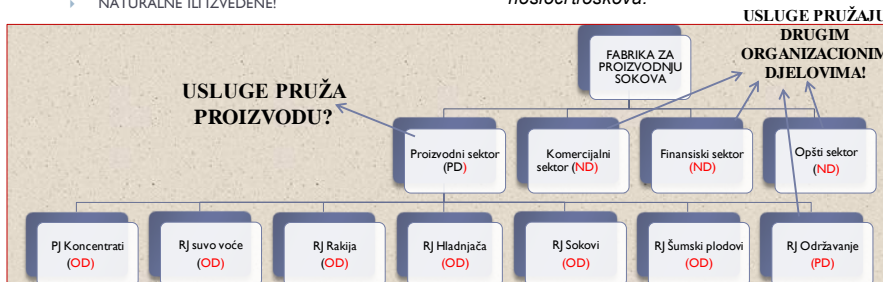 NATURALNE ILI IZVEDENE!
USLUGE PRUŽAJU
DRUGIM
ORGANIZACIONIM
DJELOVIMA!
FABRIKA ZA
PROIZVODNJU
SOKOVA
USLUGE PRUŽA
PROIZVODU?
Proizvodni sektor
(PD)
Komercijalni
sektor (ND)
Finansiski sektor
(ND)
Opšti sektor
(ND)
PJ Koncentrati
(OD)
RJ suvo voće
(OD)
RJ Rakija
(OD)
RJ Hladnjača
(OD)
RJ Sokovi
(OD)
RJ Šumski plodovi
(OD)
RJ Održavanje
(PD)